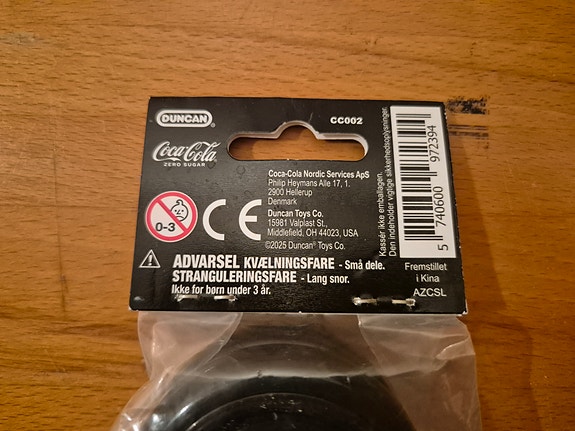 DUNCAN®
CC002
Coca-Cola
ZERO SUGAR
Coca-Cola Nordic Services ApS
Philip Heymans Alle 17, 1.
2900 Hellerup
Denmark
Duncan Toys Co.
15981 Valplast St.,
Middlefield, OH 44023, USA
©2025 Duncan® Toys Co.
0-3
CE
ADVARSEL KVÆLNINGSFARE - Små dele.
STRANGULERINGSFARE - Lang snor.
Ikke for børn under 3 år.
Kassér ikke emballagen.
Den indeholder vigtige sikkerhedsoplysninger.
5 740600 972394
Fremstillet
i Kina
AZCSL